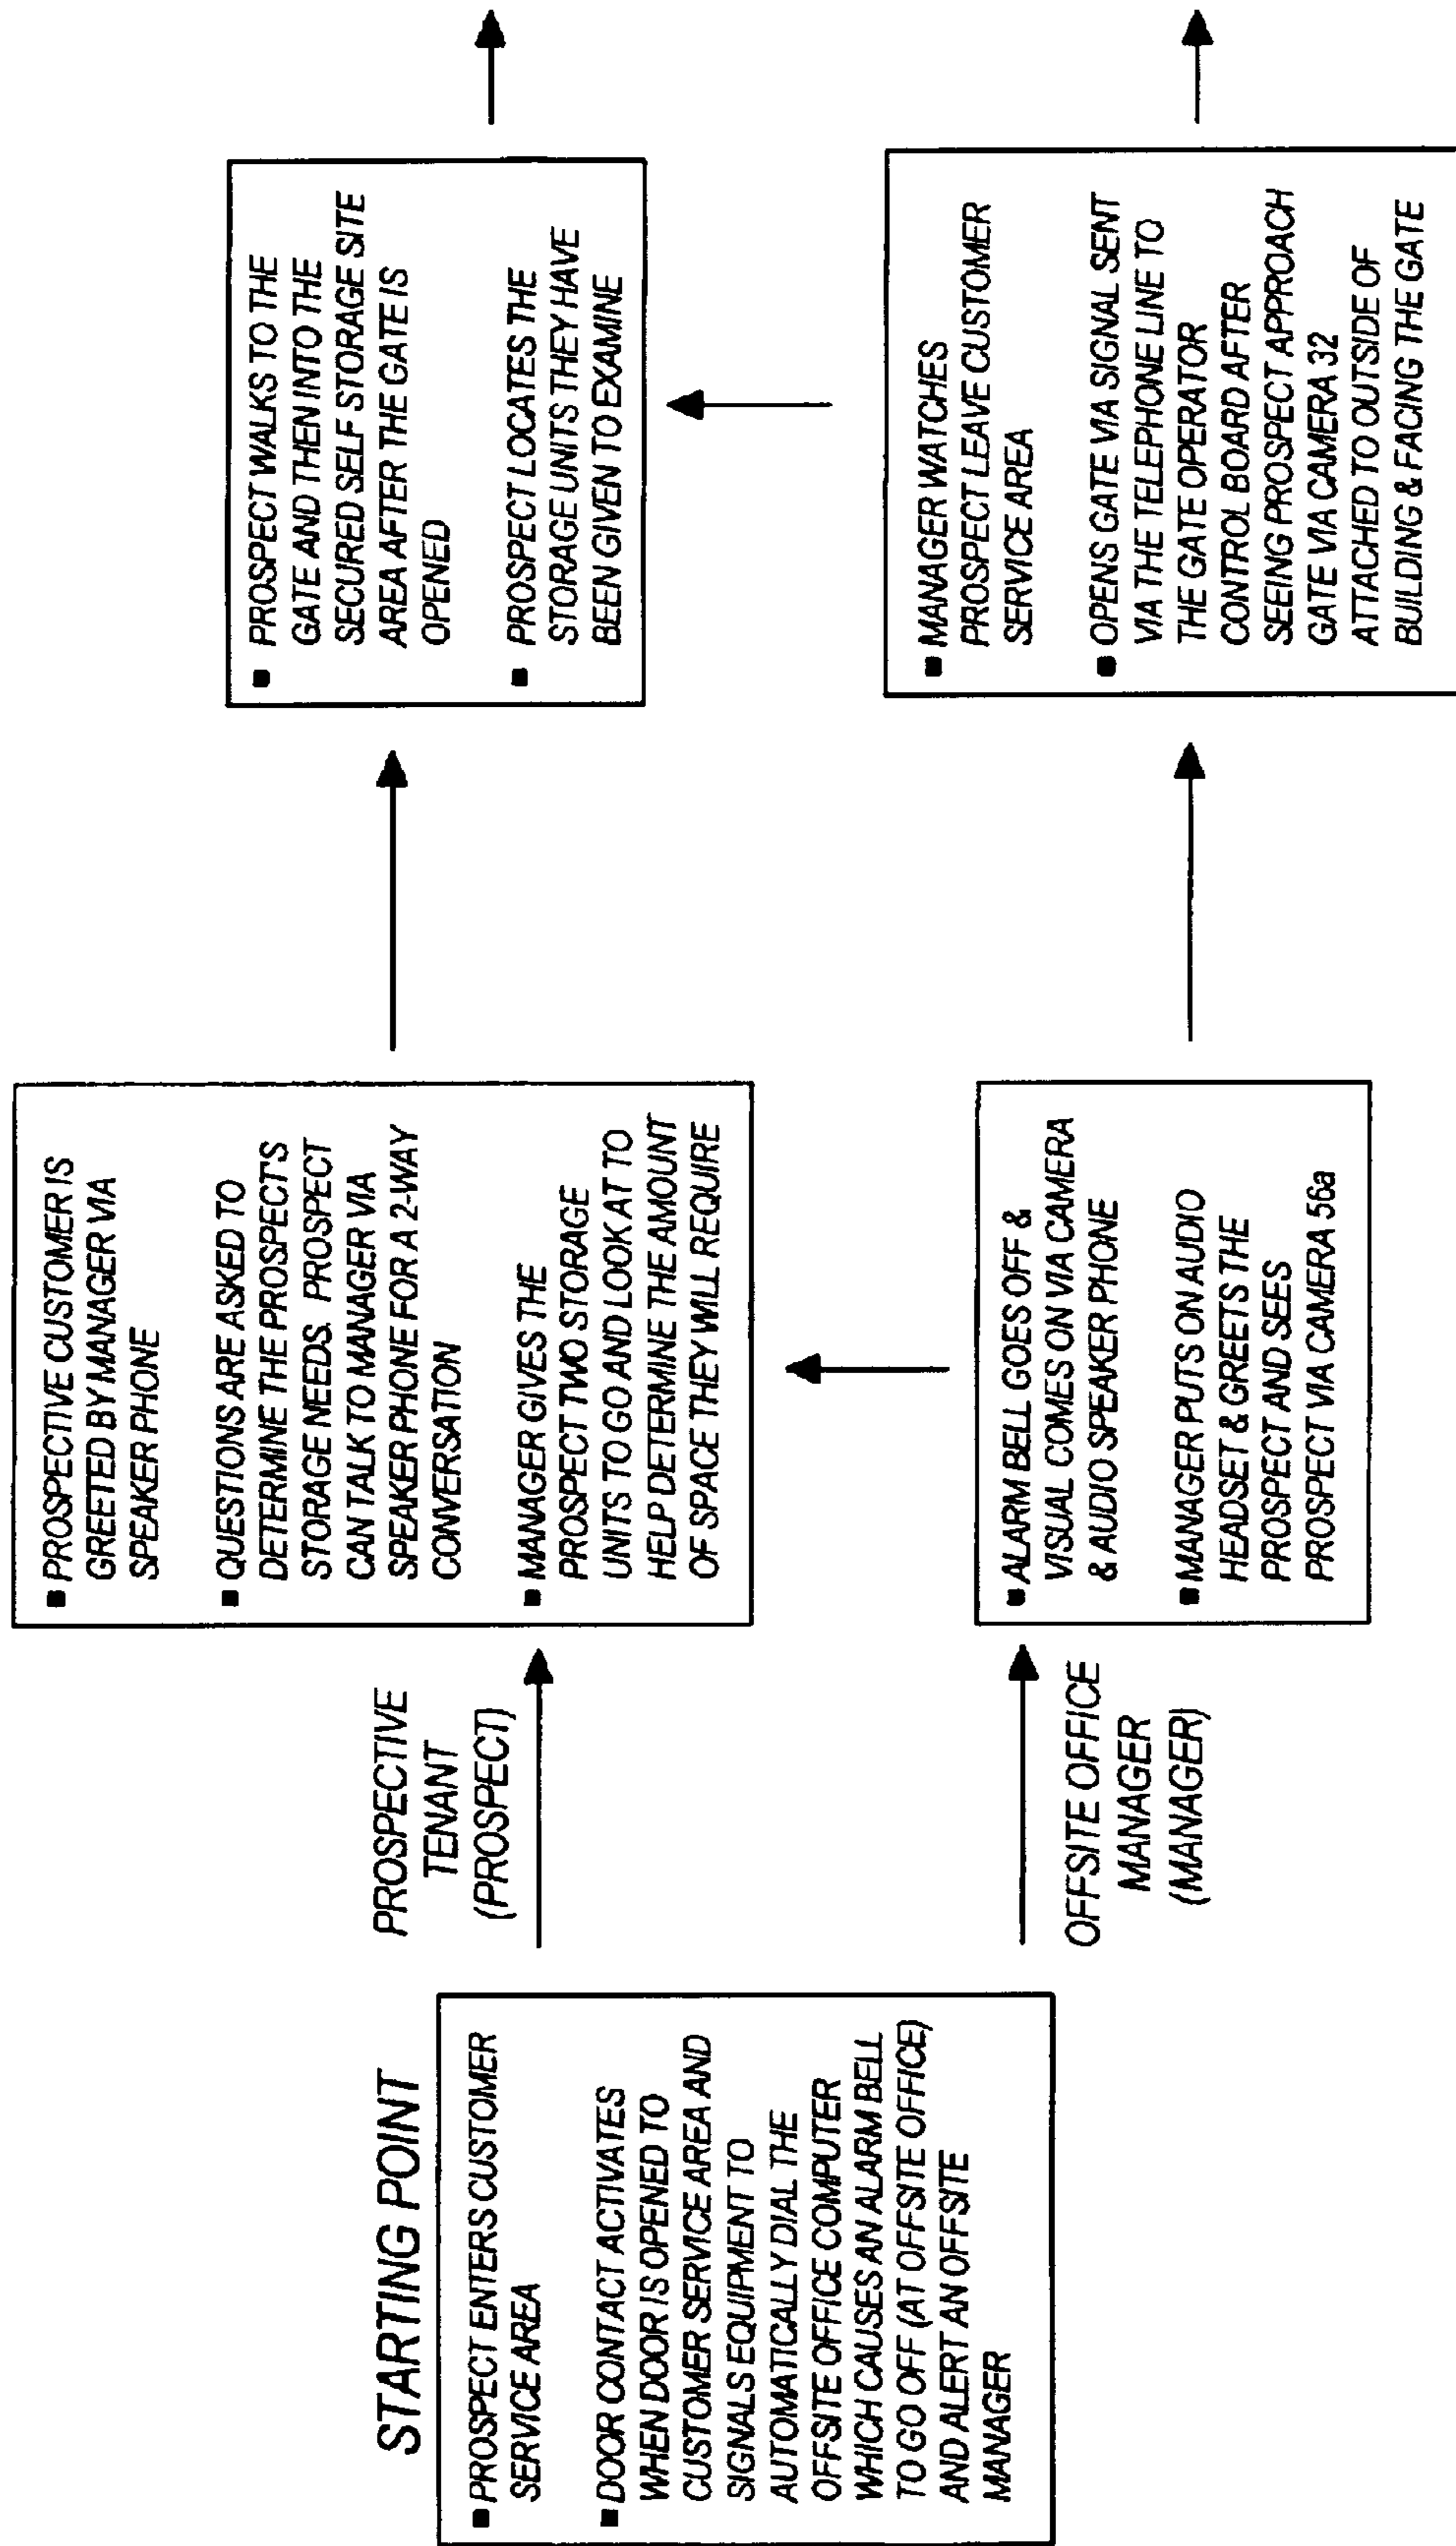 STARTING POINT
■ PROSPECT ENTERS CUSTOMER
SERVICE AREA
■ DOOR CONTACT ACTIVATES
WHEN DOOR IS OPENED TO
CUSTOMER SERVICE AREA AND
SIGNALS EQUIPMENT TO
AUTOMATICALLY DIAL THE
OFFSITE OFFICE COMPUTER
WHICH CAUSES AN ALARM BELL
TO GO OFF (AT OFFSITE OFFICE)
AND ALERT AN OFFSITE
MANAGER
PROSPECTIVE
TENANT
(PROSPECT)
OFFSITE OFFICE
MANAGER
(MANAGER)
■ PROSPECTIVE CUSTOMER IS
GREETED BY MANAGER VIA
SPEAKER PHONE
■ QUESTIONS ARE ASKED TO
DETERMINE THE PROSPECT'S
STORAGE NEEDS. PROSPECT
CAN TALK TO MANAGER VIA
SPEAKER PHONE FOR A 2-WAY
CONVERSATION
■ MANAGER GIVES THE
PROSPECT TWO STORAGE
UNITS TO GO AND LOOK AT TO
HELP DETERMINE THE AMOUNT
OF SPACE THEY WILL REQUIRE
■ ALARM BELL GOES OFF &
VISUAL COMES ON VIA CAMERA
& AUDIO SPEAKER PHONE
■ MANAGER PUTS ON AUDIO
HEADSET & GREETS THE
PROSPECT AND SEES
PROSPECT VIA CAMERA 56a
■ PROSPECT WALKS TO THE
GATE AND THEN INTO THE
SECURED SELF STORAGE SITE
AREA AFTER THE GATE IS
OPENED
■ PROSPECT LOCATES THE
STORAGE UNITS THEY HAVE
BEEN GIVEN TO EXAMINE
■ MANAGER WATCHES
PROSPECT LEAVE CUSTOMER
SERVICE AREA
■ OPENS GATE VIA SIGNAL SENT
VIA THE TELEPHONE LINE TO
THE GATE OPERATOR
CONTROL BOARD AFTER
SEEING PROSPECT APPROACH
GATE VIA CAMERA 32
ATTACHED TO OUTSIDE OF
BUILDING & FACING THE GATE